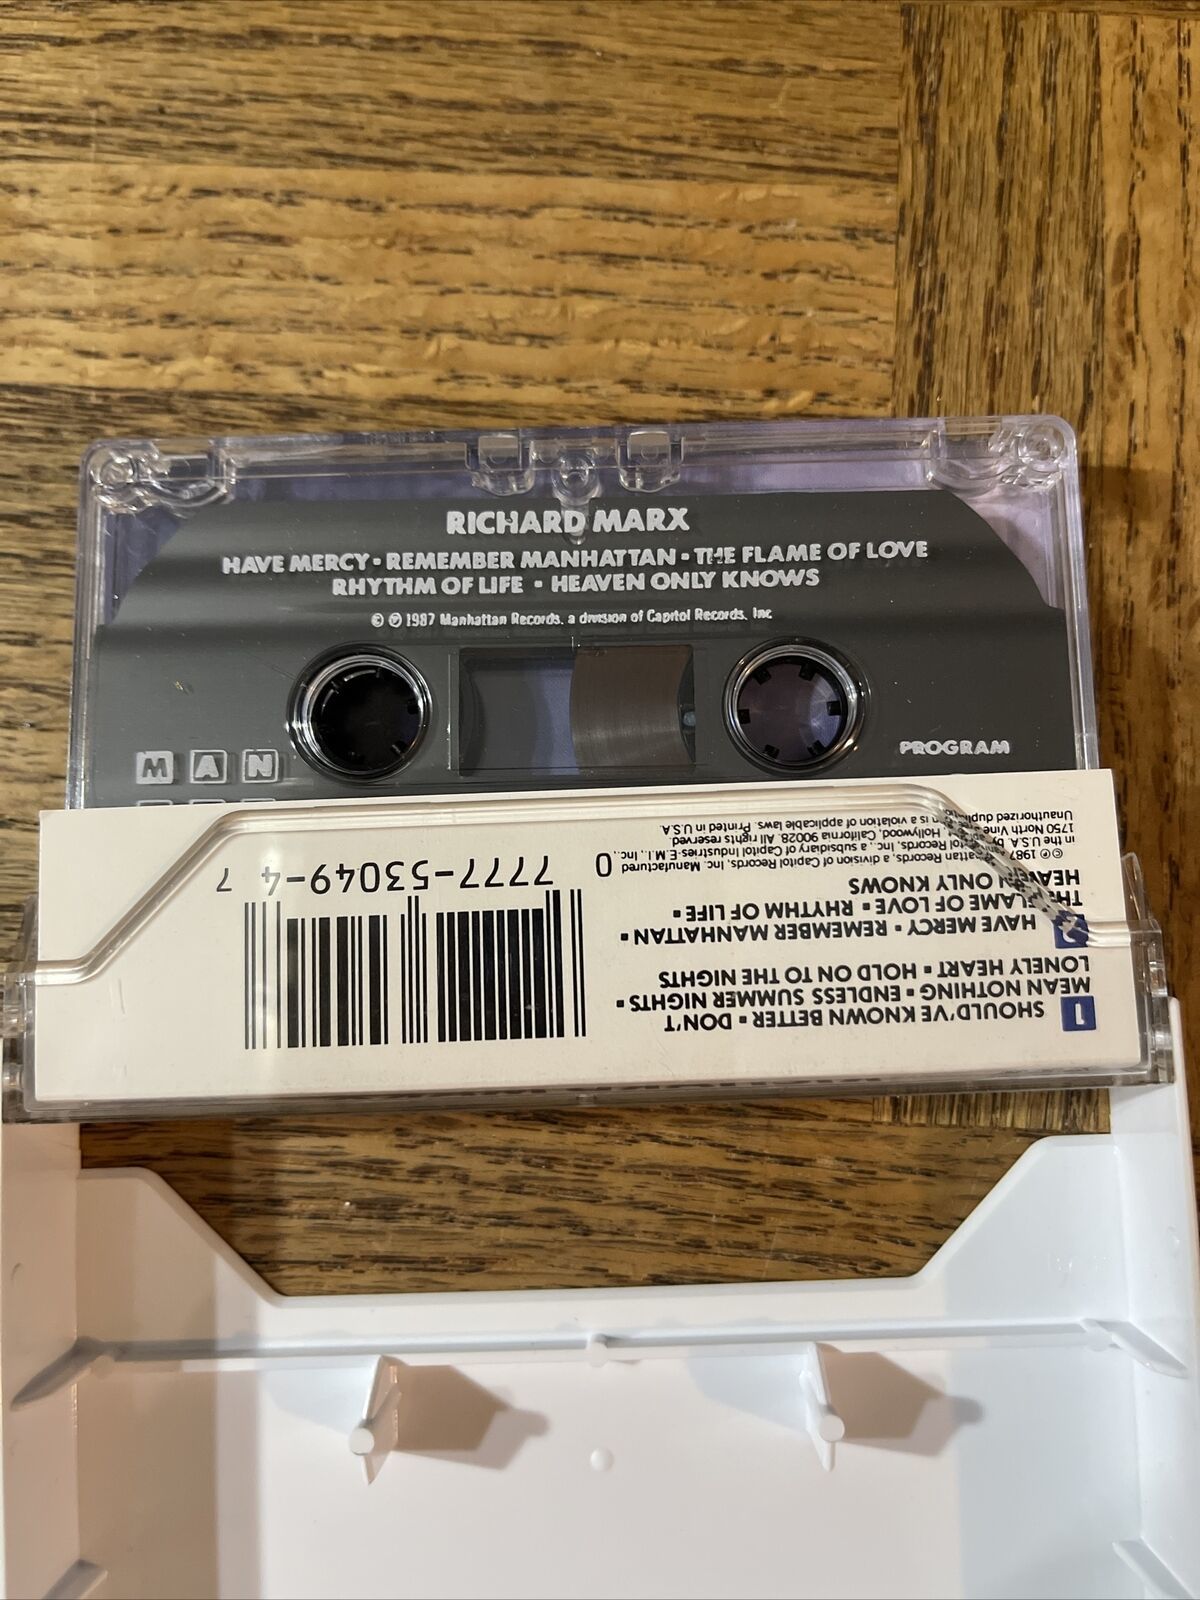 RICHARD MARX
HAVE MERCY • REMEMBER MANHATTAN • THE FLAME OF LOVE
RHYTHM OF LIFE • HEAVEN ONLY KNOWS
© ℗ 1987 Manhattan Records, a division of Capitol Records, Inc
PROGRAM
M A N
1 SHOULD'VE KNOWN BETTER • DON'T
MEAN NOTHING • ENDLESS SUMMER NIGHTS •
LONELY HEART • HOLD ON TO THE NIGHTS
2 HAVE MERCY • REMEMBER MANHATTAN •
THE FLAME OF LOVE • RHYTHM OF LIFE •
HEAVEN ONLY KNOWS
© ℗ 1987 Manhattan Records, a division of Capitol Records, Inc. Manufactured
in the U.S.A. by Capitol Records, Inc., a subsidiary of Capitol Industries-E.M.I., Inc.,
1750 North Vine Street, Hollywood, California 90028. All rights reserved.
Unauthorized duplication is a violation of applicable laws. Printed in U.S.A.
0 7777-53049-4 7